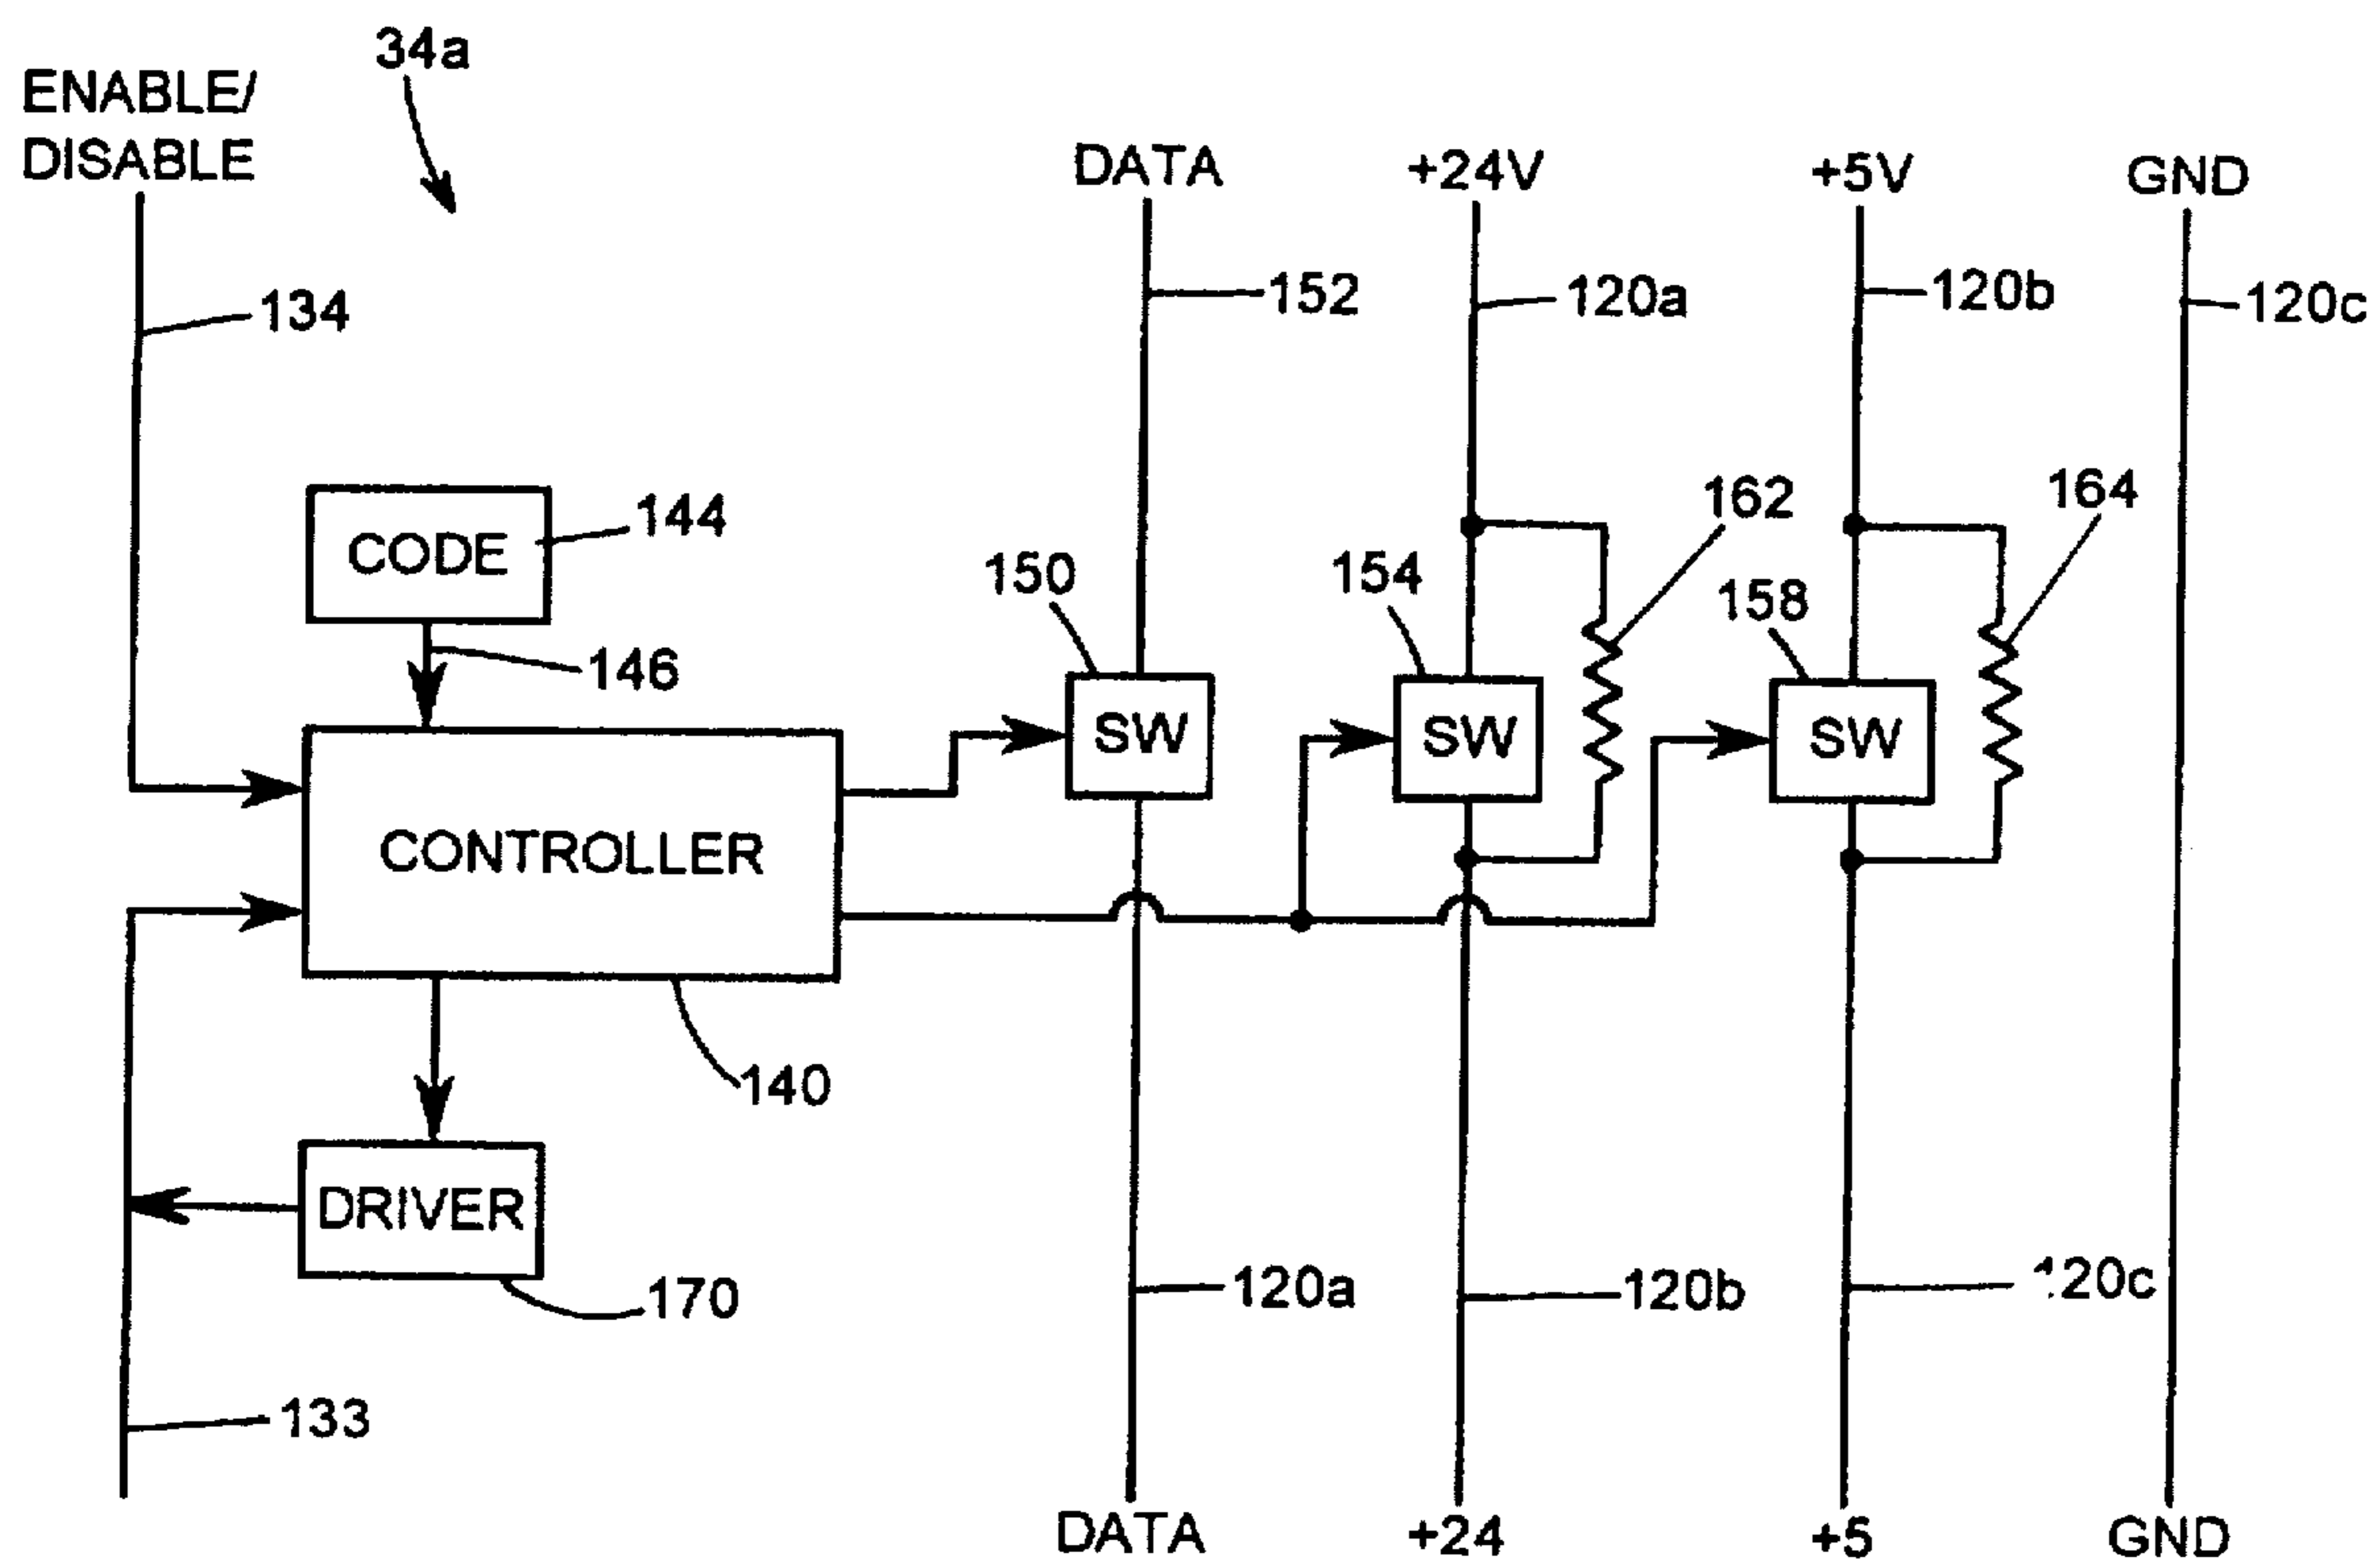 34a
ENABLE/
DISABLE
DATA
+24V
+5V
GND
134
152
120a
120b
120c
CODE
144
146
150
154
162
158
164
SW
SW
SW
CONTROLLER
140
DRIVER
170
133
120a
120b
120c
DATA
+24
+5
GND